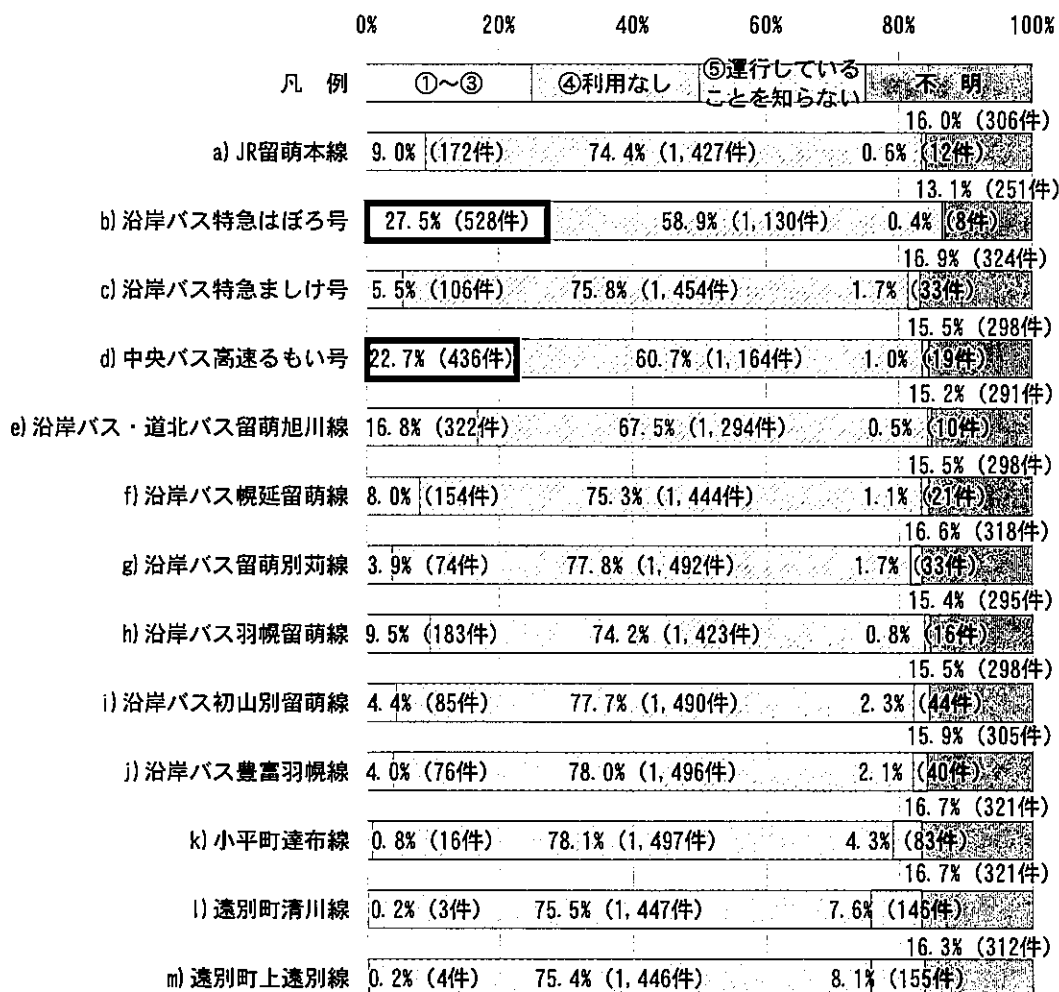 0% 20% 40% 60% 80% 100%
凡 例 ①～③ ④利用なし ⑤運行している
ことを知らない 不 明
16.0% (306件)
a) JR留萌本線 9.0% (172件) 74.4% (1,427件) 0.6% (12件)
13.1% (251件)
b) 沿岸バス特急はぼろ号 27.5% (528件) 58.9% (1,130件) 0.4% (8件)
16.9% (324件)
c) 沿岸バス特急ましけ号 5.5% (106件) 75.8% (1,454件) 1.7% (33件)
15.5% (298件)
d) 中央バス高速るもい号 22.7% (436件) 60.7% (1,164件) 1.0% (19件)
15.2% (291件)
e) 沿岸バス・道北バス留萌旭川線 16.8% (322件) 67.5% (1,294件) 0.5% (10件)
15.5% (298件)
f) 沿岸バス幌延留萌線 8.0% (154件) 75.3% (1,444件) 1.1% (21件)
16.6% (318件)
g) 沿岸バス留萌別苅線 3.9% (74件) 77.8% (1,492件) 1.7% (33件)
15.4% (295件)
h) 沿岸バス羽幌留萌線 9.5% (183件) 74.2% (1,423件) 0.8% (16件)
15.5% (298件)
i) 沿岸バス初山別留萌線 4.4% (85件) 77.7% (1,490件) 2.3% (44件)
15.9% (305件)
j) 沿岸バス豊富羽幌線 4.0% (76件) 78.0% (1,496件) 2.1% (40件)
16.7% (321件)
k) 小平町達布線 0.8% (16件) 78.1% (1,497件) 4.3% (83件)
16.7% (321件)
l) 遠別町清川線 0.2% (3件) 75.5% (1,447件) 7.6% (146件)
16.3% (312件)
m) 遠別町上遠別線 0.2% (4件) 75.4% (1,446件) 8.1% (155件)